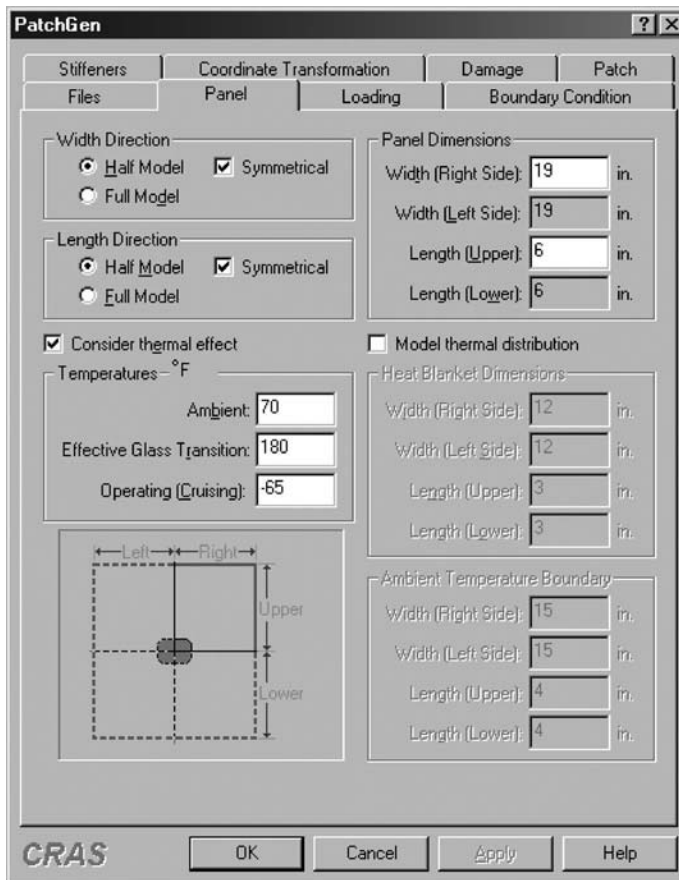 PatchGen
Stiffeners Coordinate Transformation Damage Patch
Files Panel Loading Boundary Condition
Width Direction
Half Model Symmetrical
Full Model
Length Direction
Half Model Symmetrical
Full Model
Panel Dimensions
Width (Right Side): 19 in.
Width (Left Side): 19 in.
Length (Upper): 6 in.
Length (Lower): 6 in.
Consider thermal effect
Model thermal distribution
Temperatures °F
Ambient: 70
Effective Glass Transition: 180
Operating (Cruising): -65
Heat Blanket Dimensions
Width (Right Side): 12 in.
Width (Left Side): 12 in.
Length (Upper): 3 in.
Length (Lower): 3 in.
Left Right
Upper
Lower
Ambient Temperature Boundary
Width (Right Side): 15 in.
Width (Left Side): 15 in.
Length (Upper): 4 in.
Length (Lower): 4 in.
CRAS OK Cancel Apply Help